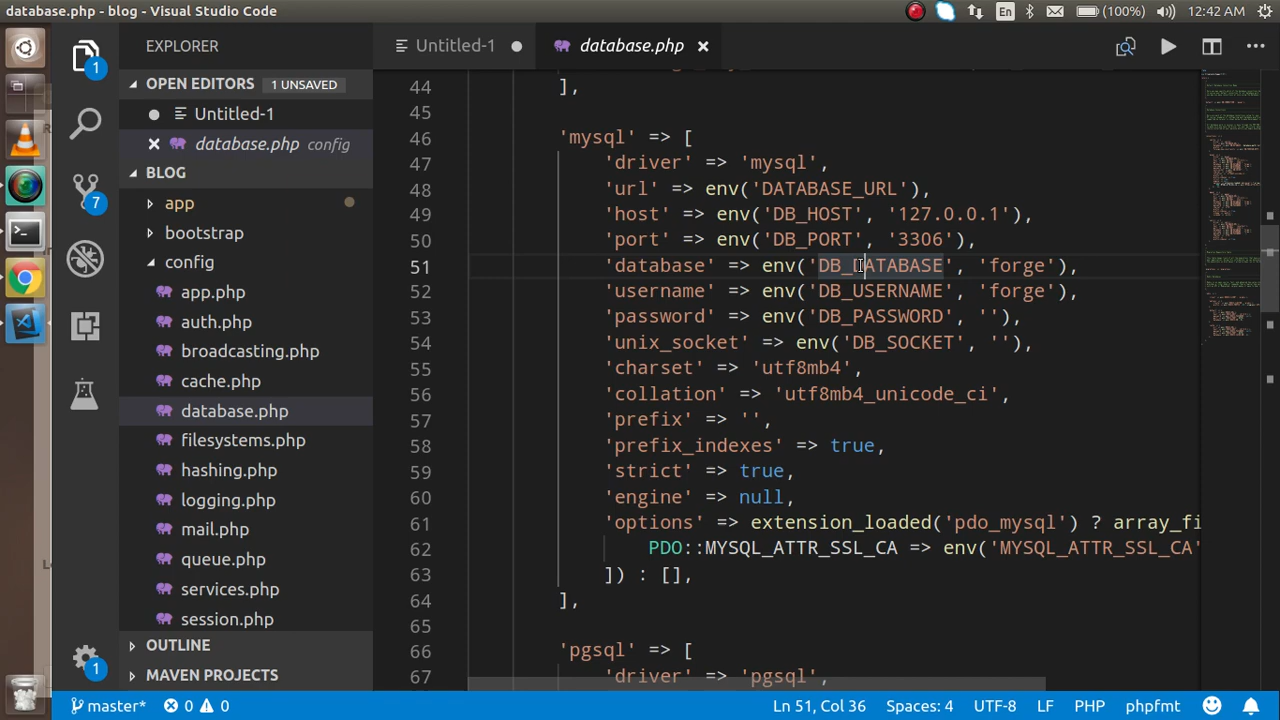 database.php - blog - Visual Studio Code
En
(100%)
12:42 AM
EXPLORER
Untitled-1
database.php
OPEN EDITORS 1 UNSAVED
Untitled-1
database.php config
BLOG
app
bootstrap
config
app.php
auth.php
broadcasting.php
cache.php
database.php
filesystems.php
hashing.php
logging.php
mail.php
queue.php
services.php
session.php
OUTLINE
MAVEN PROJECTS
1
7
1
44 ],
45
46 'mysql' => [
47 'driver' => 'mysql',
48 'url' => env('DATABASE_URL'),
49 'host' => env('DB_HOST', '127.0.0.1'),
50 'port' => env('DB_PORT', '3306'),
51 'database' => env('DB_DATABASE', 'forge'),
52 'username' => env('DB_USERNAME', 'forge'),
53 'password' => env('DB_PASSWORD', ''),
54 'unix_socket' => env('DB_SOCKET', ''),
55 'charset' => 'utf8mb4',
56 'collation' => 'utf8mb4_unicode_ci',
57 'prefix' => '',
58 'prefix_indexes' => true,
59 'strict' => true,
60 'engine' => null,
61 'options' => extension_loaded('pdo_mysql') ? array_fi
62 PDO::MYSQL_ATTR_SSL_CA => env('MYSQL_ATTR_SSL_CA'
63 ]) : [],
64 ],
65
66 'pgsql' => [
67 'driver' => 'pgsql',
master*
0
0
Ln 51, Col 36
Spaces: 4
UTF-8
LF
PHP
phpfmt